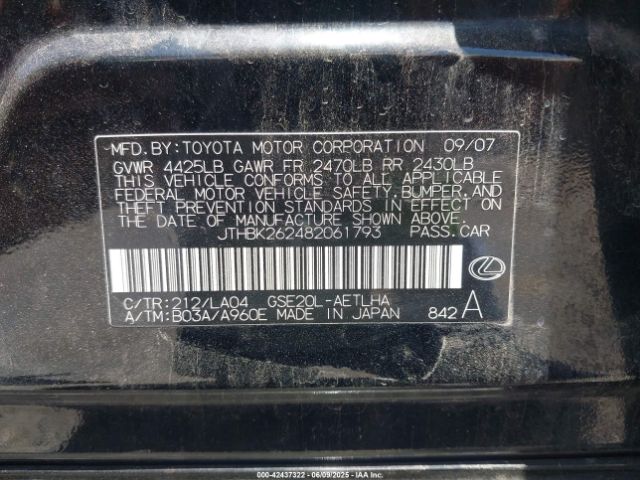 MFD. BY: TOYOTA MOTOR CORPORATION 09/07
GVWR 4425LB GAWR FR 2470LB RR 2430LB
THIS VEHICLE CONFORMS TO ALL APPLICABLE
FEDERAL MOTOR VEHICLE SAFETY, BUMPER, AND
THEFT PREVENTION STANDARDS IN EFFECT ON
THE DATE OF MANUFACTURE SHOWN ABOVE.
JTHBK262482061793 PASS.CAR
C/TR:212/LA04 GSE20L-AETLHA
A/TM:B03A/A960E MADE IN JAPAN 842 A
000-42437322 - 06/09/2025 - IAA Inc.